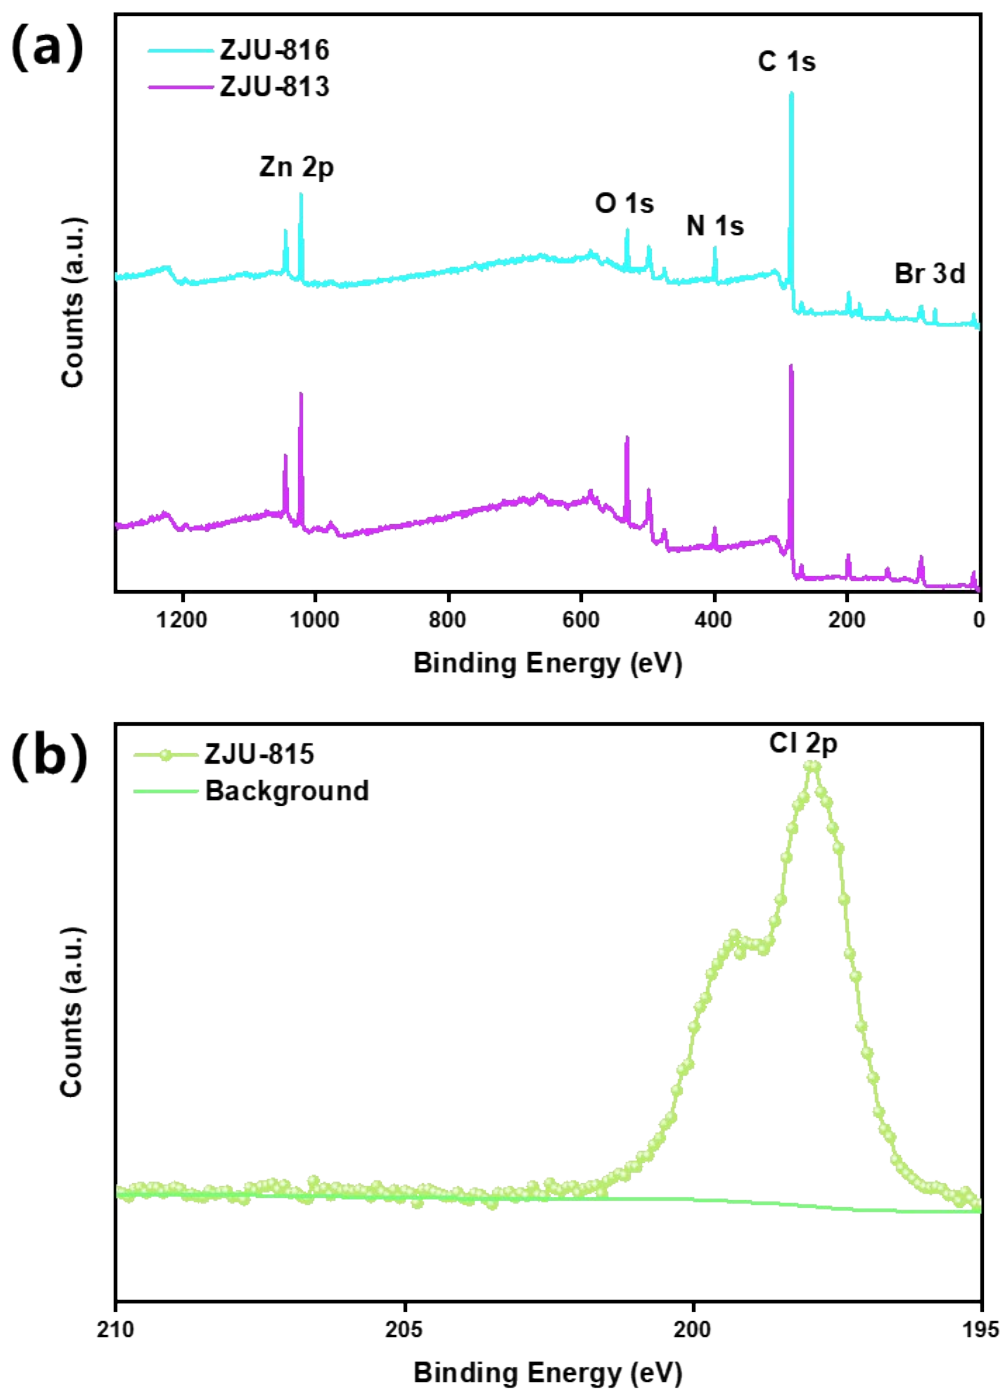 (a)
ZJU-816
ZJU-813
C 1s
Zn 2p
O 1s
N 1s
Br 3d
Counts (a.u.)
1200 1000 800 600 400 200 0
Binding Energy (eV)
(b)
ZJU-815
Background
Cl 2p
Counts (a.u.)
210 205 200 195
Binding Energy (eV)